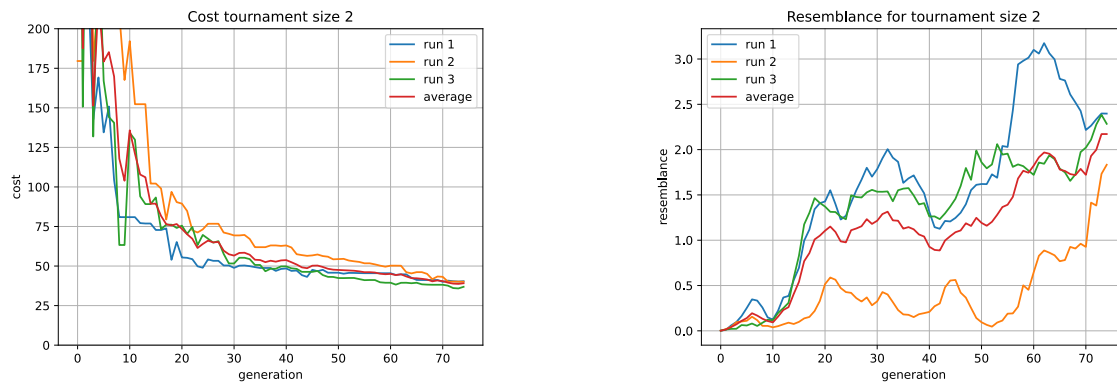 Cost tournament size 2
200
175
150
125
100
75
50
25
0
cost
0
10
20
30
40
50
60
70
generation
run 1
run 2
run 3
average
Resemblance for tournament size 2
3.0
2.5
2.0
1.5
1.0
0.5
0.0
resemblance
0
10
20
30
40
50
60
70
generation
run 1
run 2
run 3
average